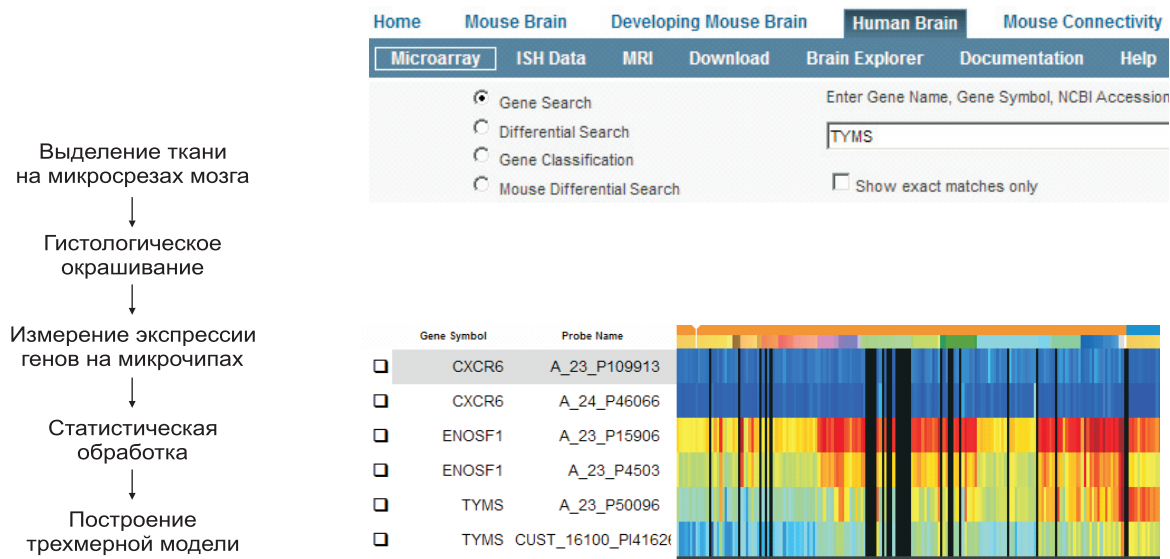 Home Mouse Brain Developing Mouse Brain Human Brain Mouse Connectivity
Microarray ISH Data MRI Download Brain Explorer Documentation Help
Gene Search
Differential Search
Gene Classification
Mouse Differential Search
Enter Gene Name, Gene Symbol, NCBI Accession
TYMS
Show exact matches only
Выделение ткани
на микросрезах мозга
Гистологическое
окрашивание
Измерение экспрессии
генов на микрочипах
Статистическая
обработка
Построение
трехмерной модели
Gene Symbol Probe Name
CXCR6 A_23_P109913
CXCR6 A_24_P46066
ENOSF1 A_23_P15906
ENOSF1 A_23_P4503
TYMS A_23_P50096
TYMS CUST_16100_PI41626